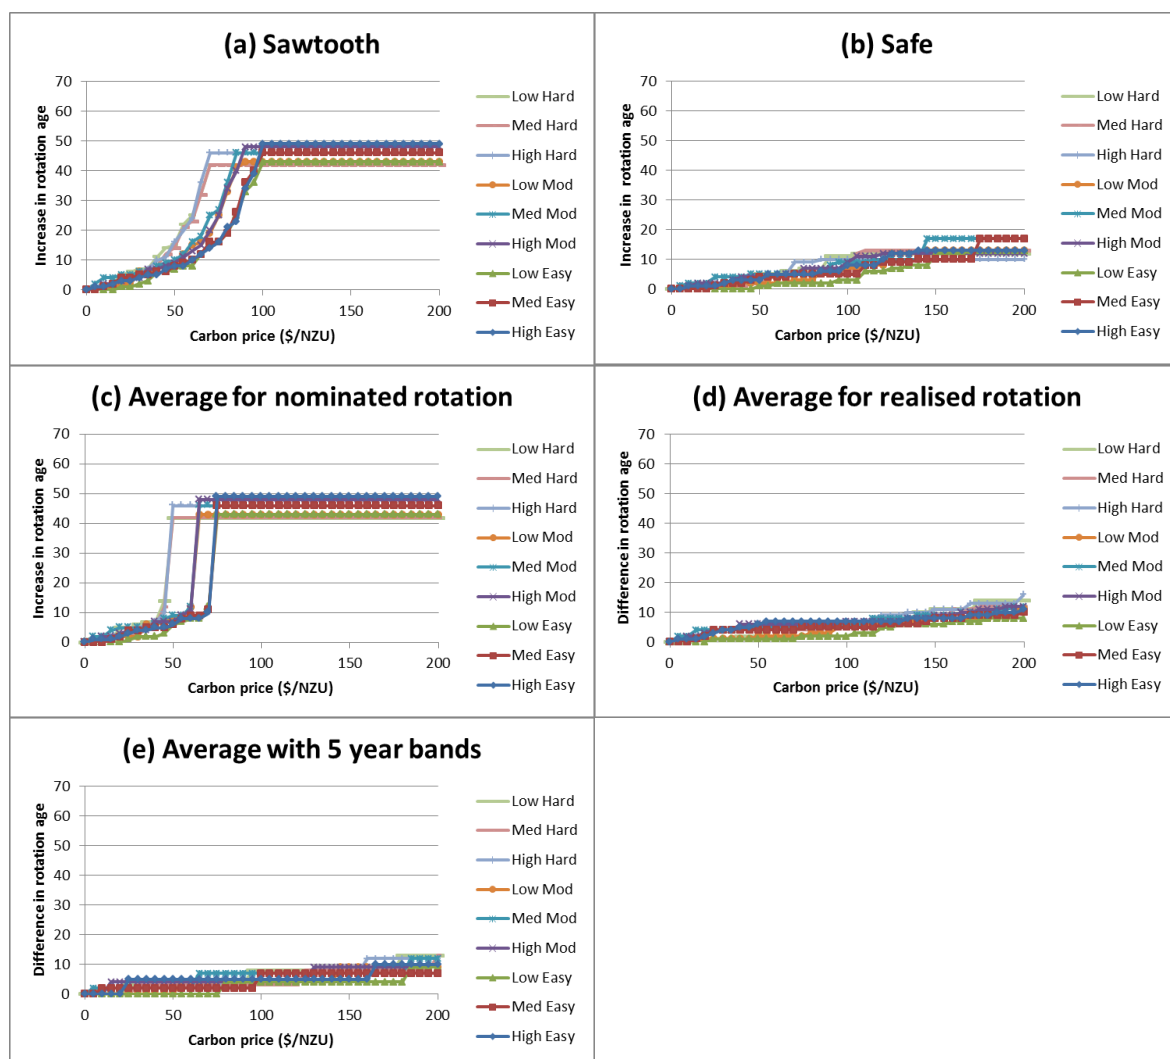 (a) Sawtooth
Increase in rotation age
70
60
50
40
30
20
10
0
0 50 100 150 200
Carbon price ($/NZU)
Low Hard
Med Hard
High Hard
Low Mod
Med Mod
High Mod
Low Easy
Med Easy
High Easy
(b) Safe
Increase in rotation age
70
60
50
40
30
20
10
0
0 50 100 150 200
Carbon price ($/NZU)
Low Hard
Med Hard
High Hard
Low Mod
Med Mod
High Mod
Low Easy
Med Easy
High Easy
(c) Average for nominated rotation
Increase in rotation age
70
60
50
40
30
20
10
0
0 50 100 150 200
Carbon price ($/NZU)
Low Hard
Med Hard
High Hard
Low Mod
Med Mod
High Mod
Low Easy
Med Easy
High Easy
(d) Average for realised rotation
Difference in rotation age
70
60
50
40
30
20
10
0
0 50 100 150 200
Carbon price ($/NZU)
Low Hard
Med Hard
High Hard
Low Mod
Med Mod
High Mod
Low Easy
Med Easy
High Easy
(e) Average with 5 year bands
Difference in rotation age
70
60
50
40
30
20
10
0
0 50 100 150 200
Carbon price ($/NZU)
Low Hard
Med Hard
High Hard
Low Mod
Med Mod
High Mod
Low Easy
Med Easy
High Easy